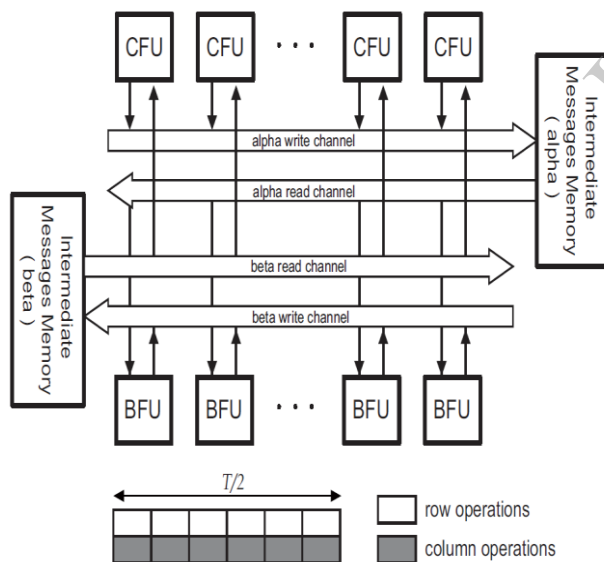 CFU CFU ... CFU CFU
Intermediate
Messages Memory
( alpha )
alpha write channel
alpha read channel
Intermediate
Messages Memory
( beta )
beta read channel
beta write channel
BFU BFU ... BFU BFU
T/2
row operations
column operations